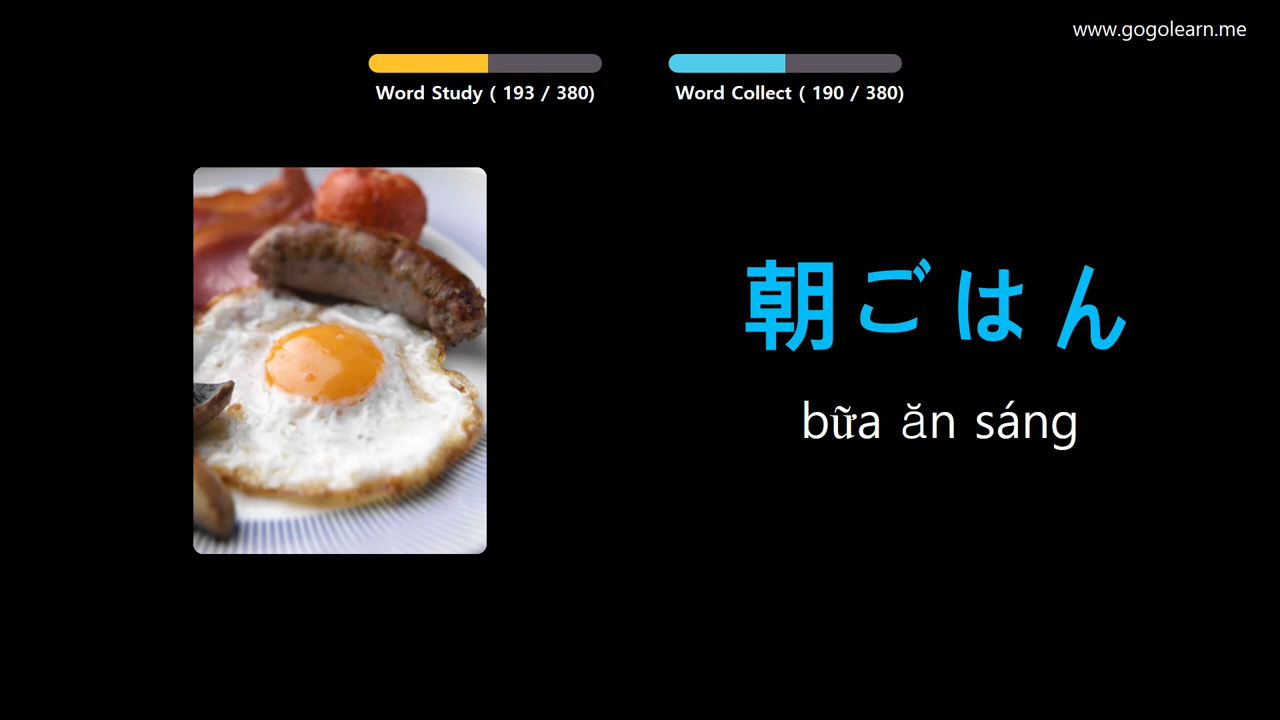 www.gogolearn.me
Word Study ( 193 / 380)
Word Collect ( 190 / 380)
朝ごはん
bữa ăn sáng